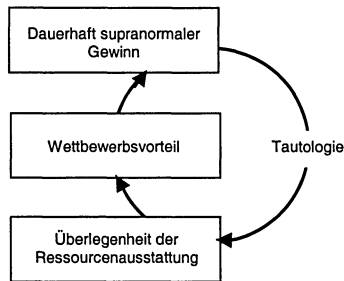 Dauerhaft supranormaler
Gewinn
Wettbewerbsvorteil
Tautologie
Überlegenheit der
Ressourcenausstattung